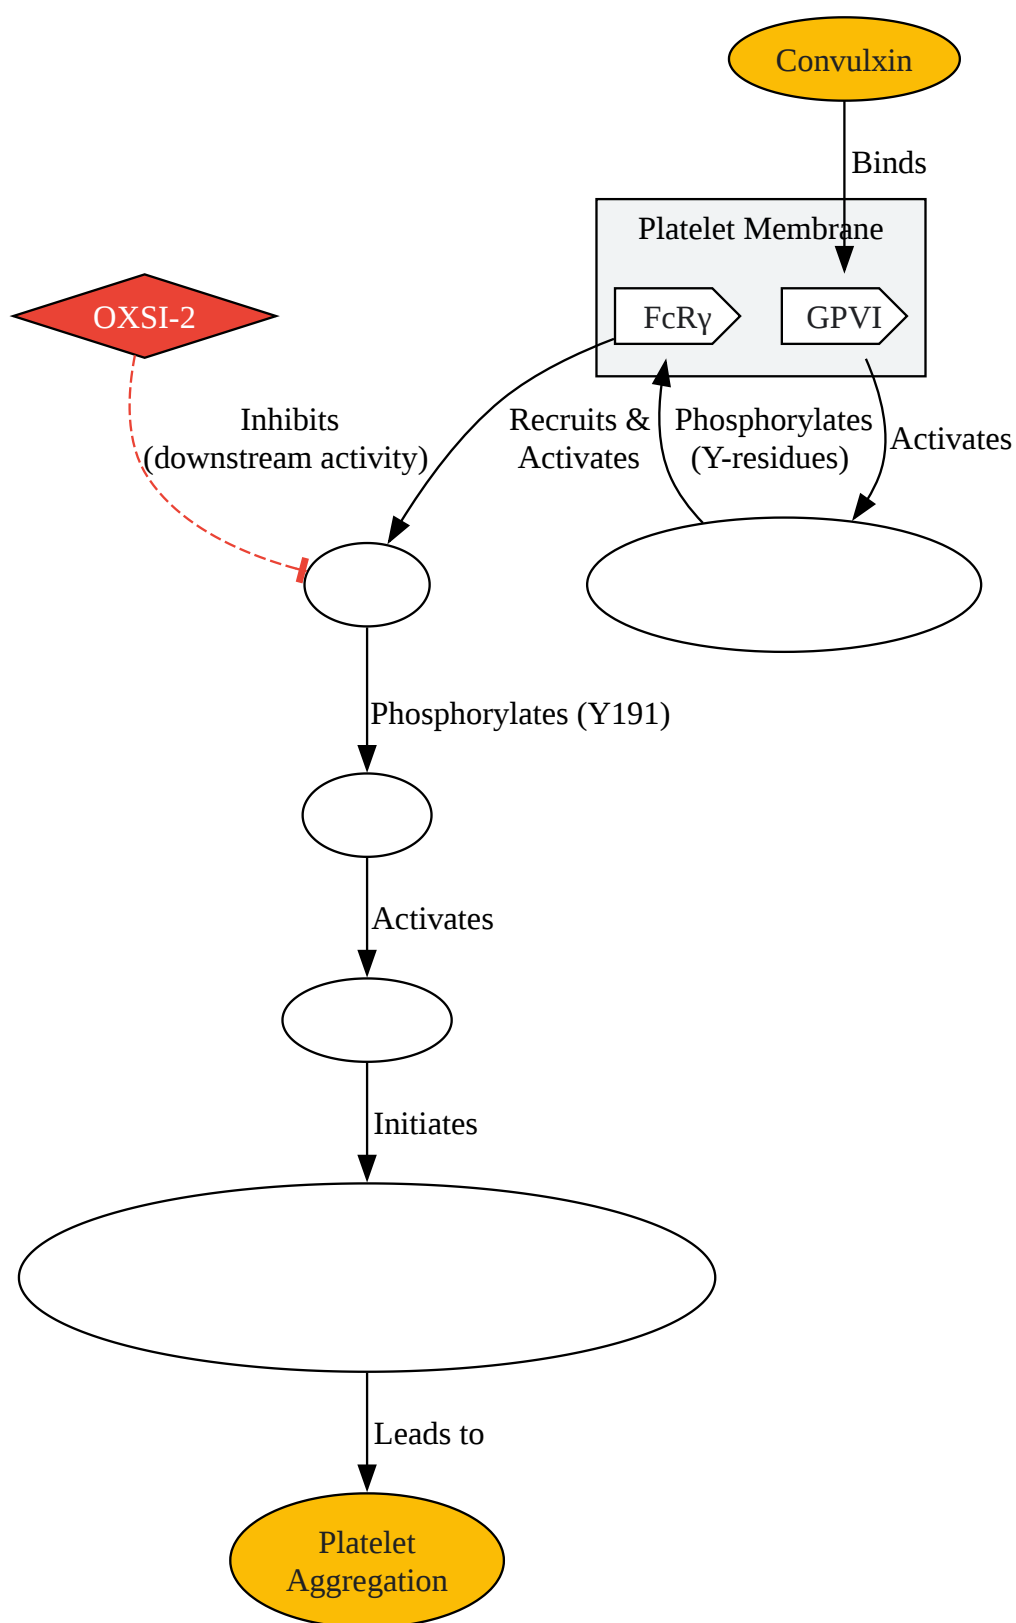 Convulxin
Binds
Platelet Membrane
OXSI-2
FcRγ
GPVI
Inhibits
(downstream activity)
Recruits &
Activates
Phosphorylates
(Y-residues)
Activates
Phosphorylates (Y191)
Activates
Initiates
Leads to
Platelet
Aggregation